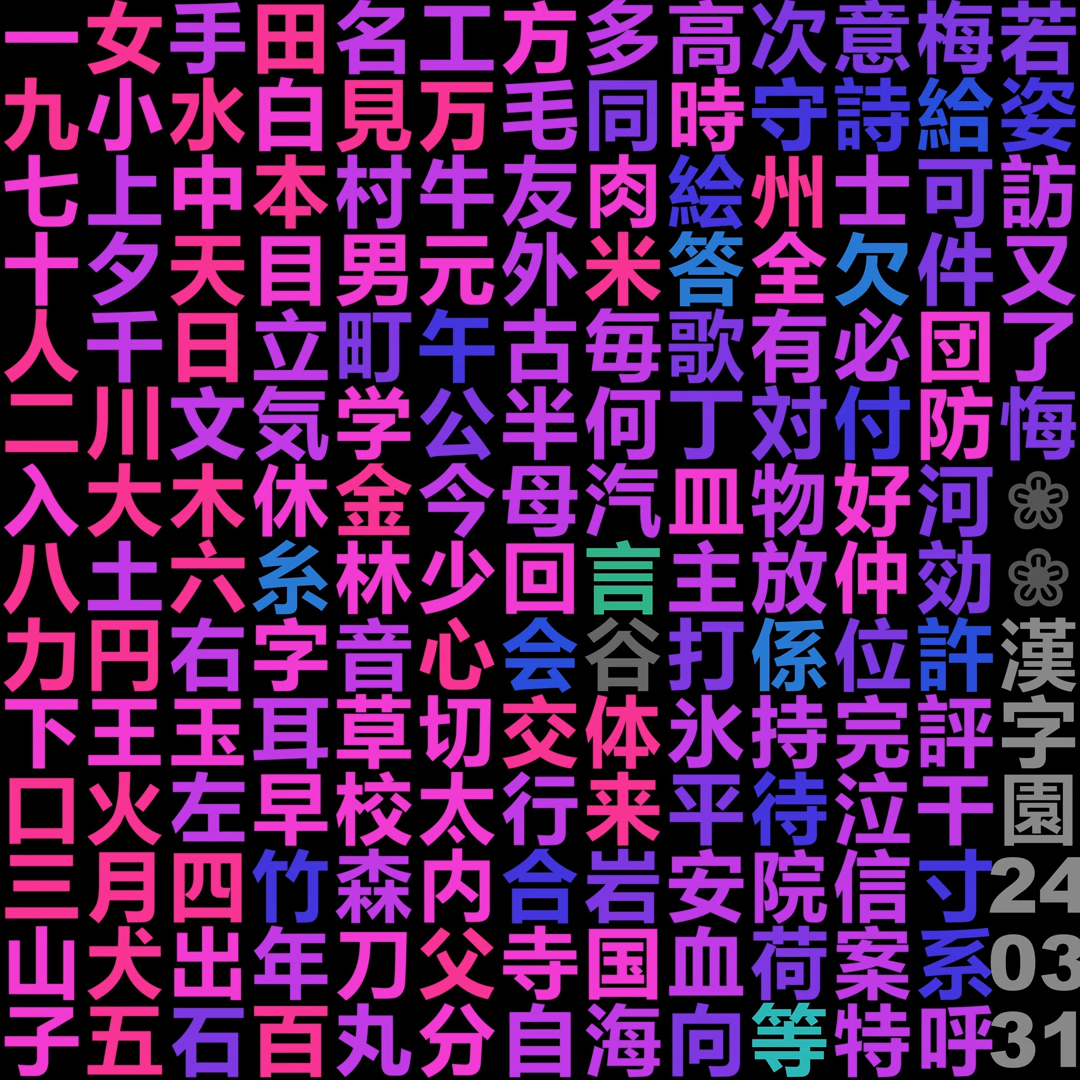 一女手田名工方多高次意梅若
九小水白見万毛同時守詩給姿
七上中本村牛友肉絵州士可訪
十夕天目男元外米答全欠件又
人千日立町午古毎歌有必団了
二川文気学公半何丁対付防悔
入大木休金今母汽皿物好河❀
八土六糸林少回言主放仲効❀
力円右字音心会谷打係位許漢
下王玉耳草切交体氷持完評字
口火左早校太行来平待泣干園
三月四竹森内合岩安院信寸24
山犬出年刀父寺国血荷案系03
子五石百丸分自海向等特呼31